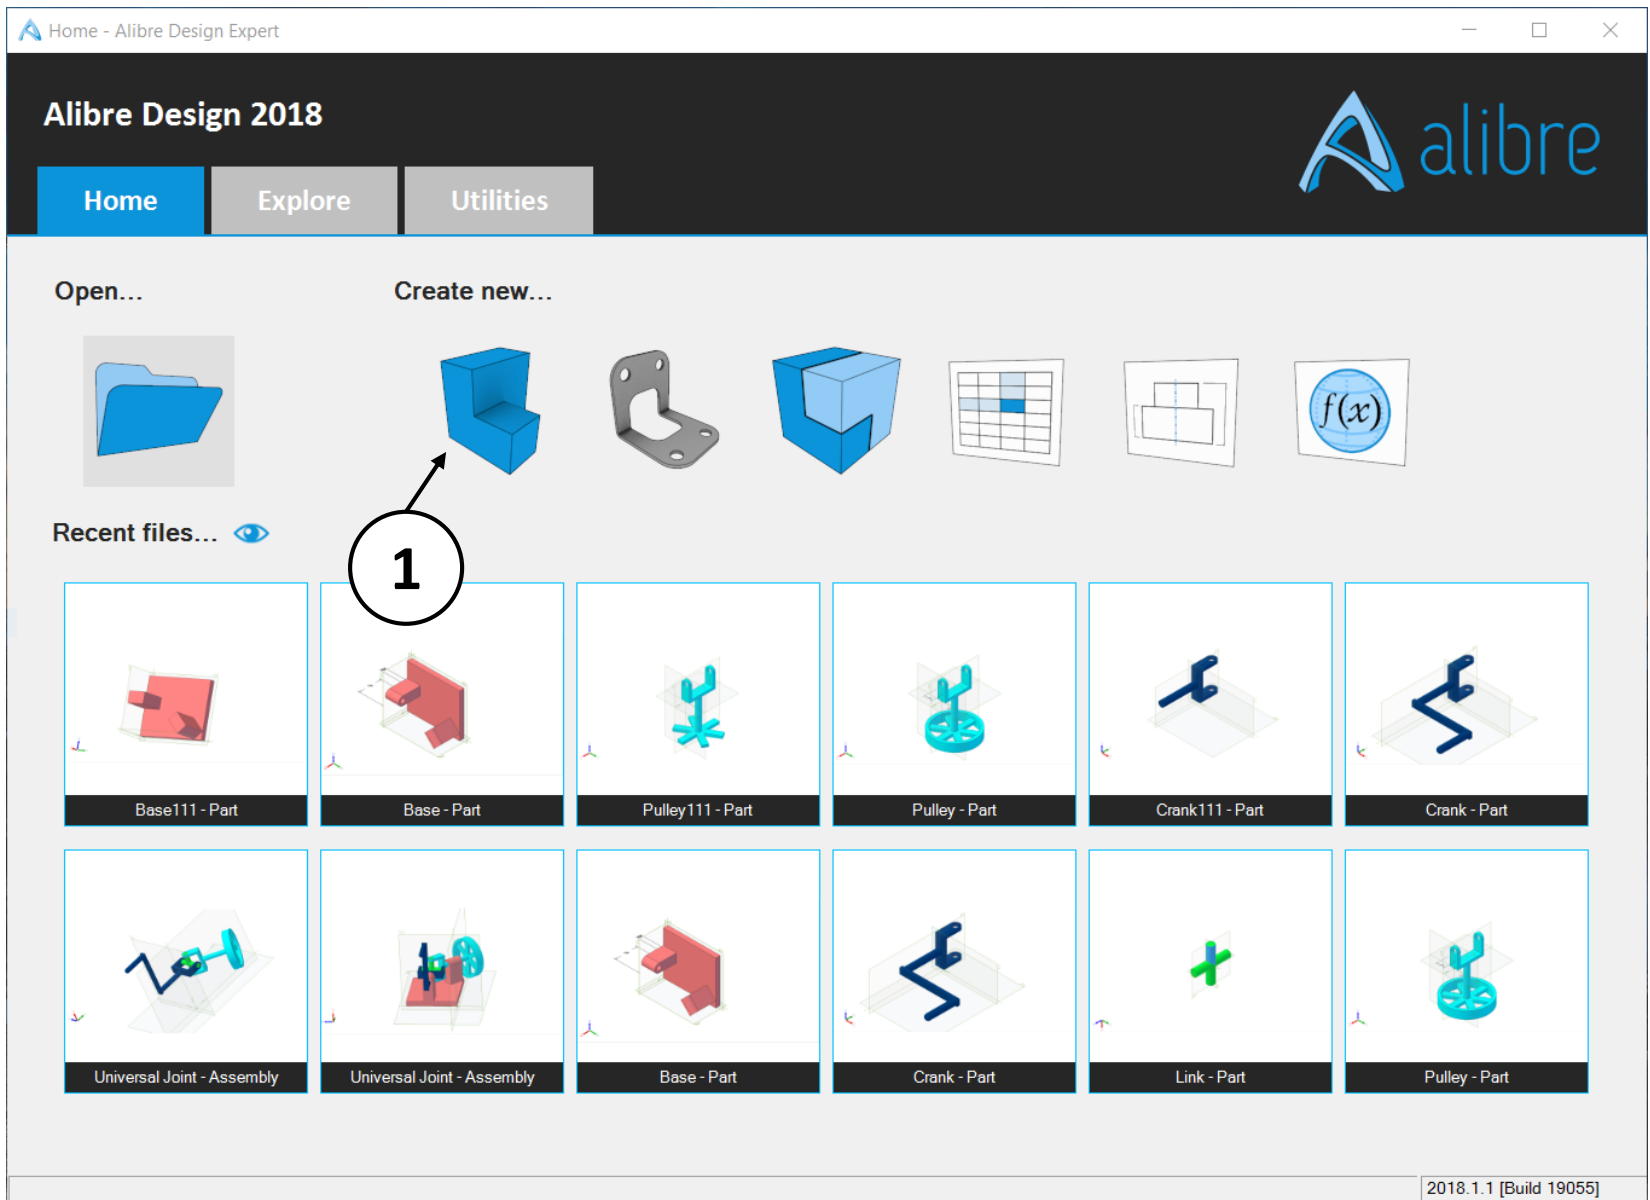 Home - Alibre Design Expert
Alibre Design 2018
alibre
Home
Explore
Utilities
Open...
Create new...
f(x)
Recent files...
1
Base111 - Part
Base - Part
Pulley111 - Part
Pulley - Part
Crank111 - Part
Crank - Part
Universal Joint - Assembly
Universal Joint - Assembly
Base - Part
Crank - Part
Link - Part
Pulley - Part
2018.1.1 [Build 19055]